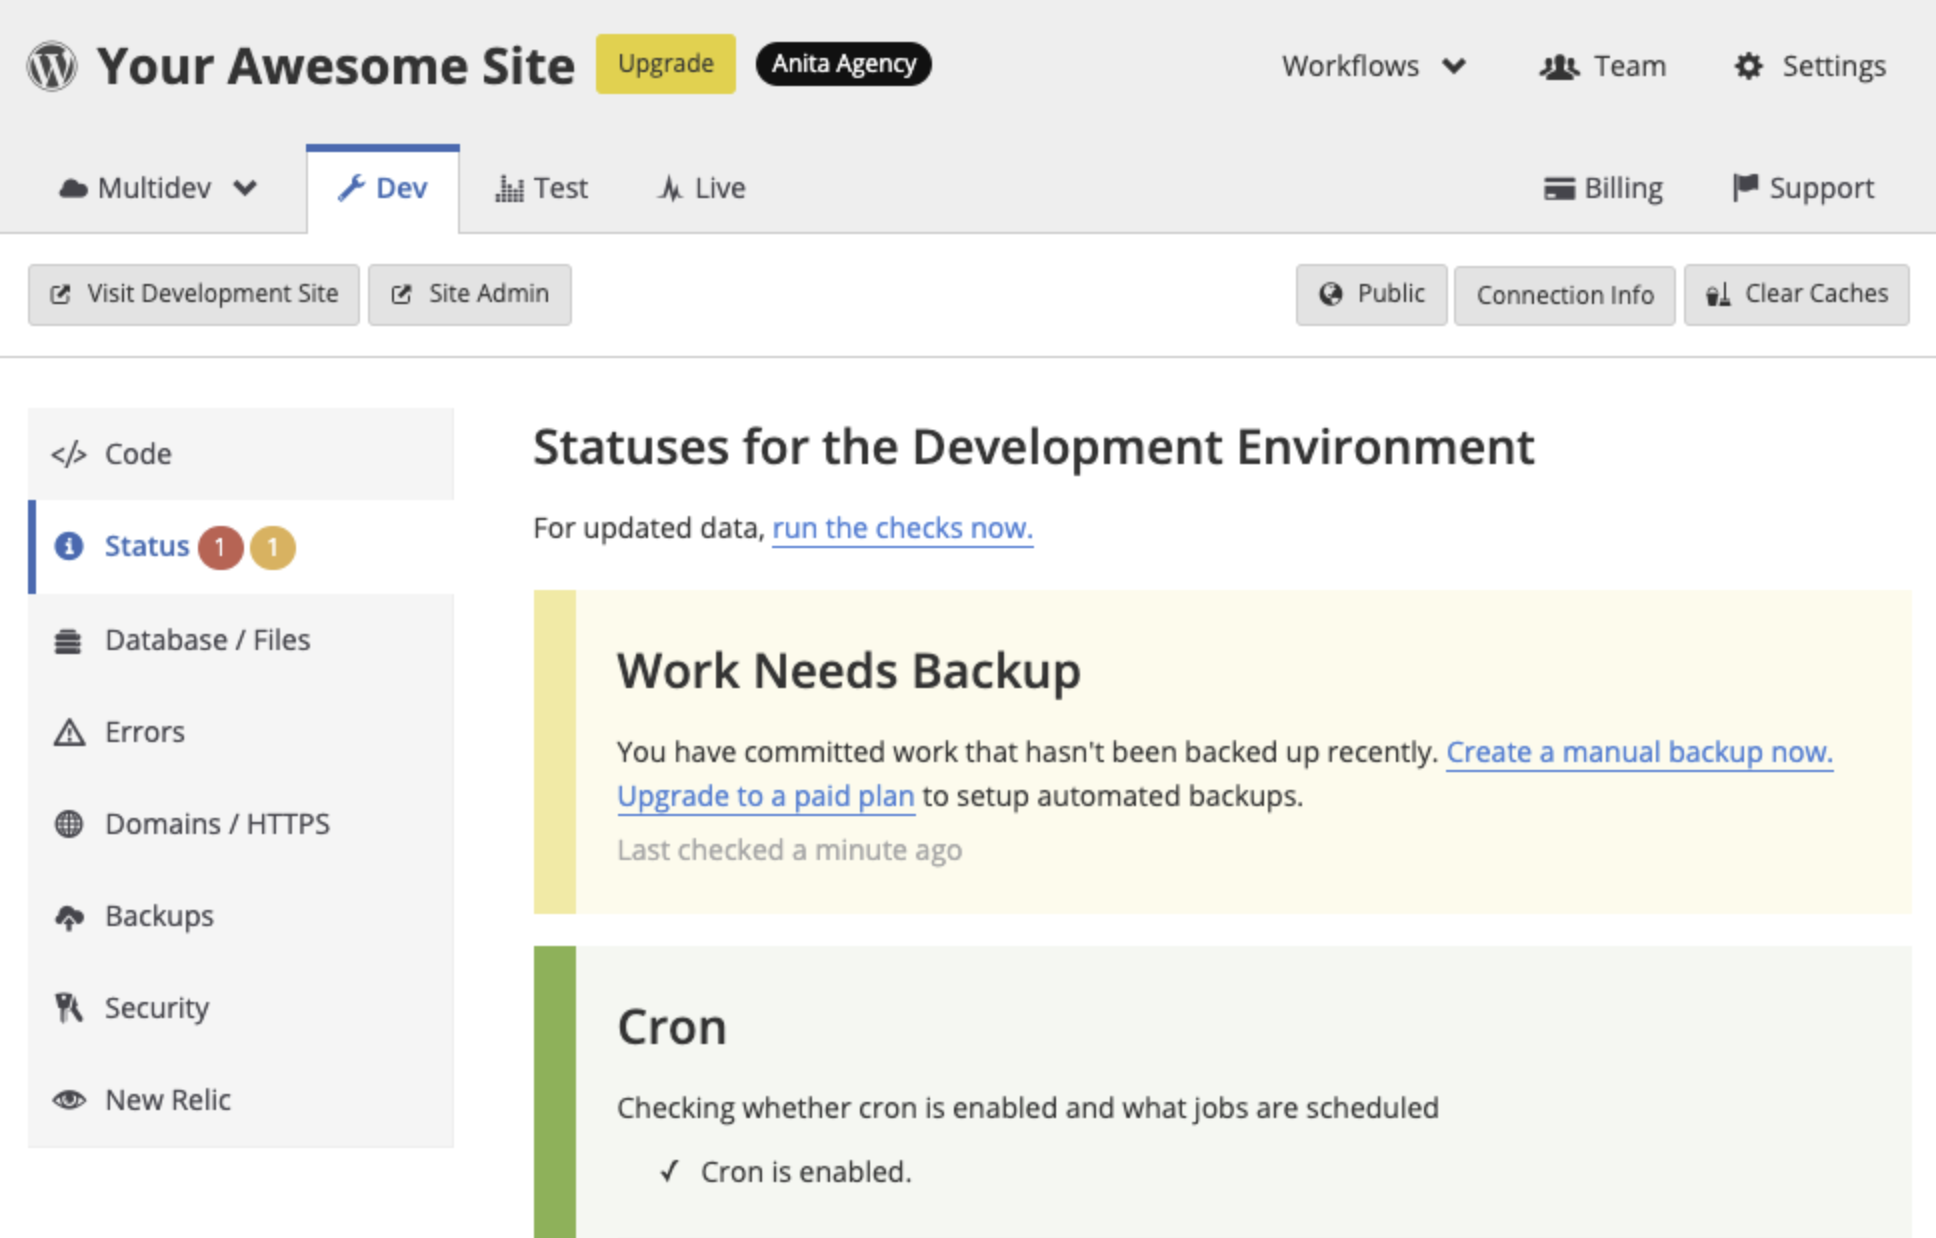 Your Awesome Site Upgrade Anita Agency Workflows Team Settings
Multidev Dev Test Live Billing Support
Visit Development Site Site Admin Public Connection Info Clear Caches
Code
Status 1 1
Database / Files
Errors
Domains / HTTPS
Backups
Security
New Relic
Statuses for the Development Environment
For updated data, run the checks now.
Work Needs Backup
You have committed work that hasn't been backed up recently. Create a manual backup now.
Upgrade to a paid plan to setup automated backups.
Last checked a minute ago
Cron
Checking whether cron is enabled and what jobs are scheduled
✓ Cron is enabled.